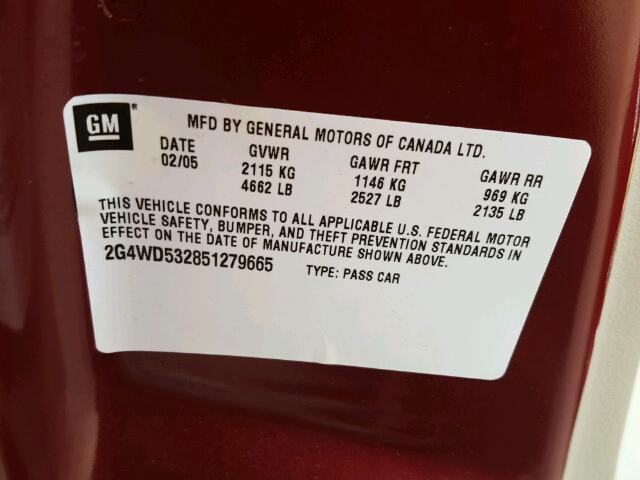 GM ®
MFD BY GENERAL MOTORS OF CANADA LTD.
DATE GVWR GAWR FRT GAWR RR
02/05 2115 KG 1146 KG 969 KG
4662 LB 2527 LB 2135 LB
THIS VEHICLE CONFORMS TO ALL APPLICABLE U.S. FEDERAL MOTOR
VEHICLE SAFETY, BUMPER, AND THEFT PREVENTION STANDARDS IN
EFFECT ON THE DATE OF MANUFACTURE SHOWN ABOVE.
2G4WD532851279665 TYPE: PASS CAR